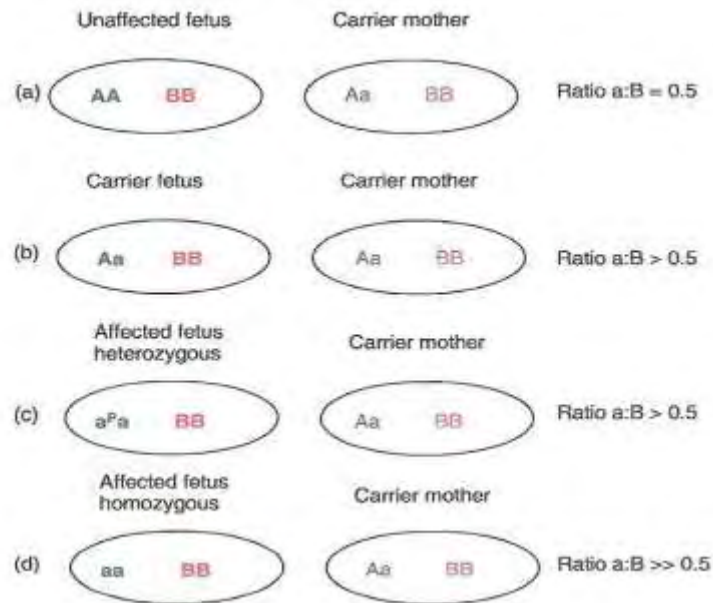 Unaffected fetus Carrier mother
(a) AA BB Aa BB Ratio a:B = 0.5
Carrier fetus Carrier mother
(b) Aa BB Aa BB Ratio a:B > 0.5
Affected fetus
heterozygous Carrier mother
(c) aᵖa BB Aa BB Ratio a:B > 0.5
Affected fetus
homozygous Carrier mother
(d) aa BB Aa BB Ratio a:B >> 0.5